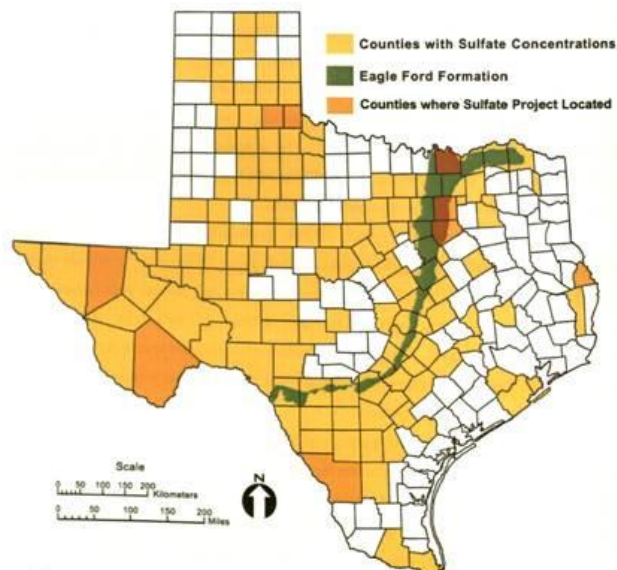 Counties with Sulfate Concentrations
Eagle Ford Formation
Counties where Sulfate Project Located
Scale
0 50 100 150 200
Kilometers
0 50 100 150 200
Miles
N